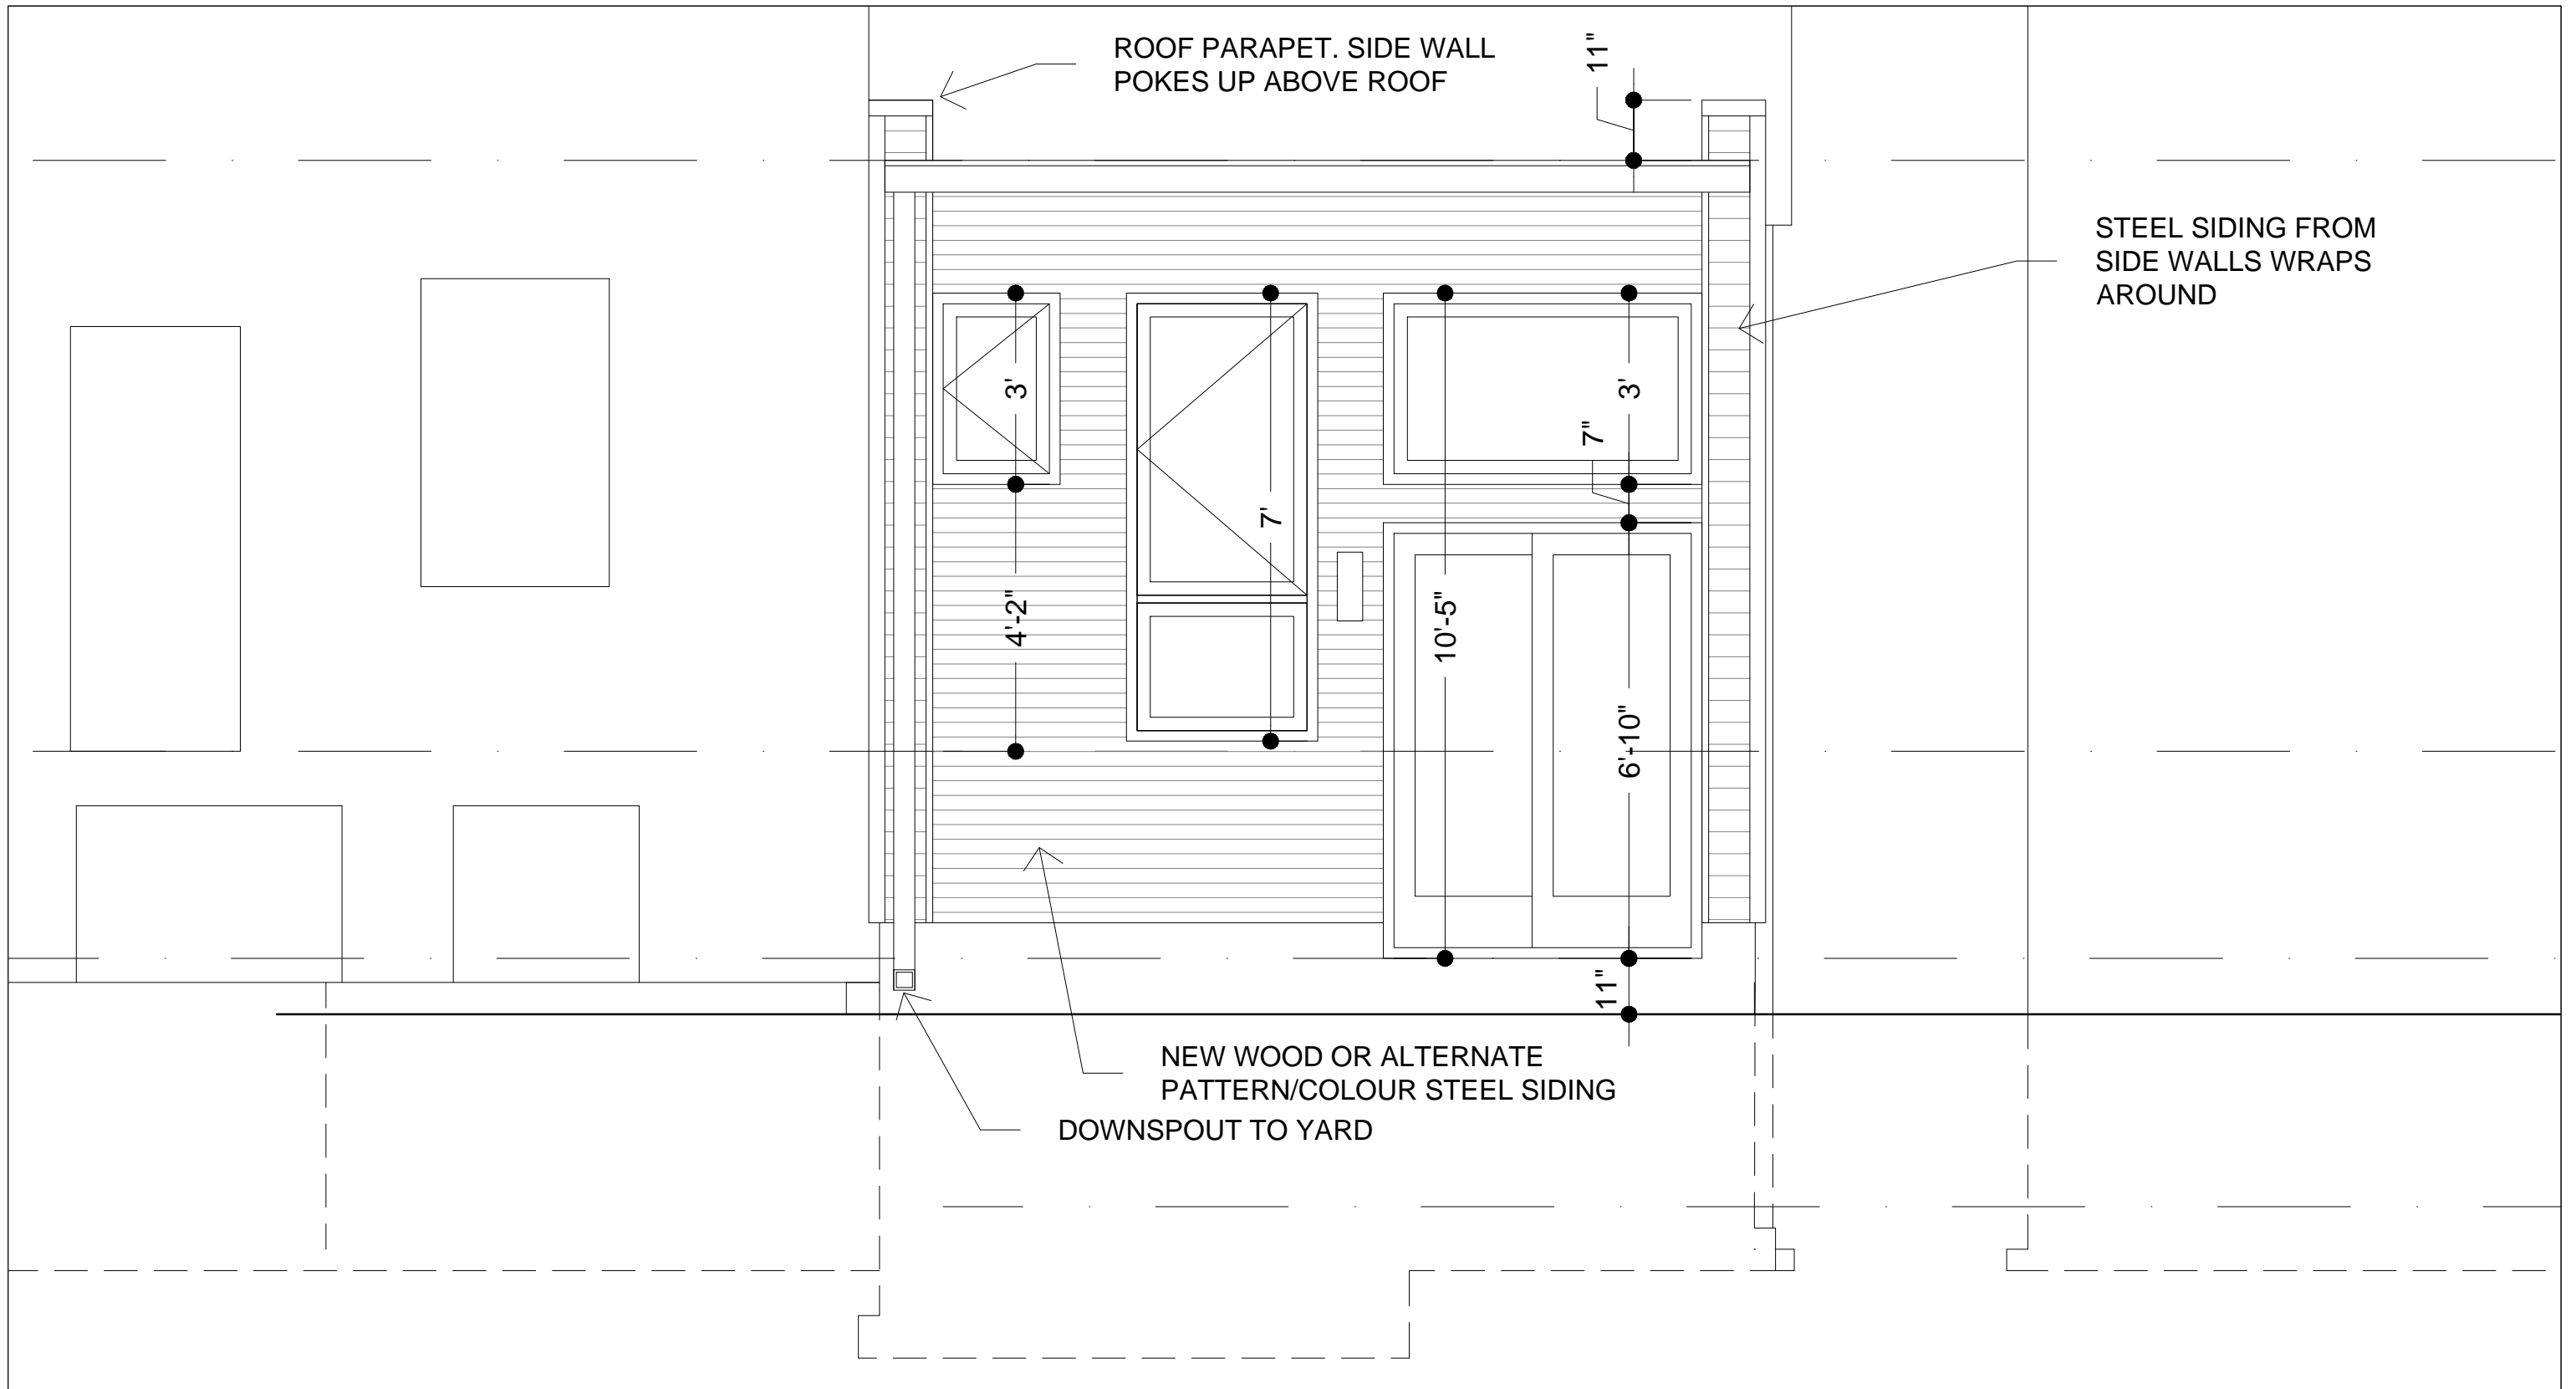 ROOF PARAPET. SIDE WALL
POKES UP ABOVE ROOF
11"
STEEL SIDING FROM
SIDE WALLS WRAPS
AROUND
3'
4'-2"
7'
10'-5"
3'
7"
6'-10"
11"
NEW WOOD OR ALTERNATE
PATTERN/COLOUR STEEL SIDING
DOWNSPOUT TO YARD